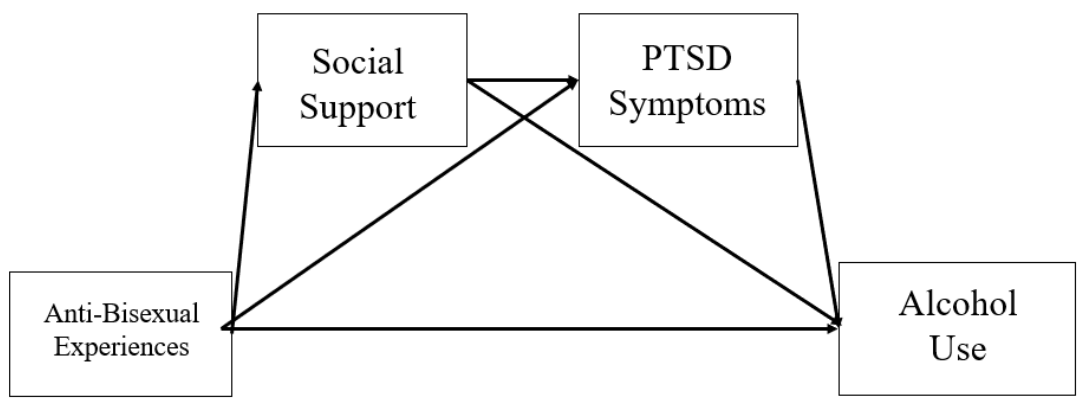 Social
Support
PTSD
Symptoms
Anti-Bisexual
Experiences
Alcohol
Use